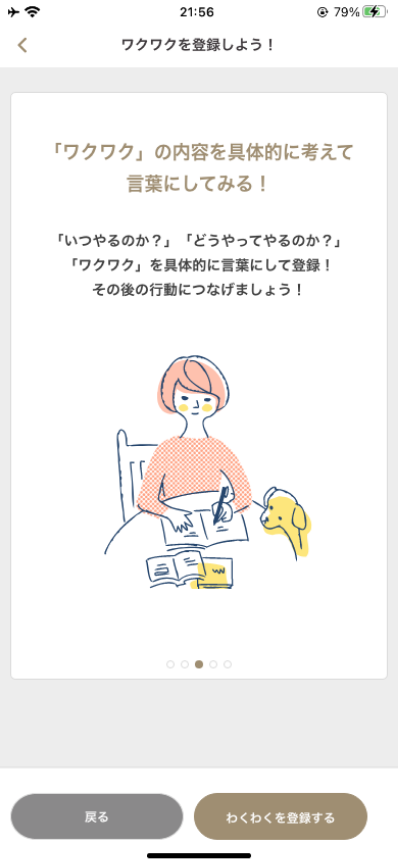 21:56
79%
ワクワクを登録しよう！
「ワクワク」の内容を具体的に考えて
言葉にしてみる！
「いつやるのか？」「どうやってやるのか？」
「ワクワク」を具体的に言葉にして登録！
その後の行動につなげましょう！
戻る
わくわくを登録する